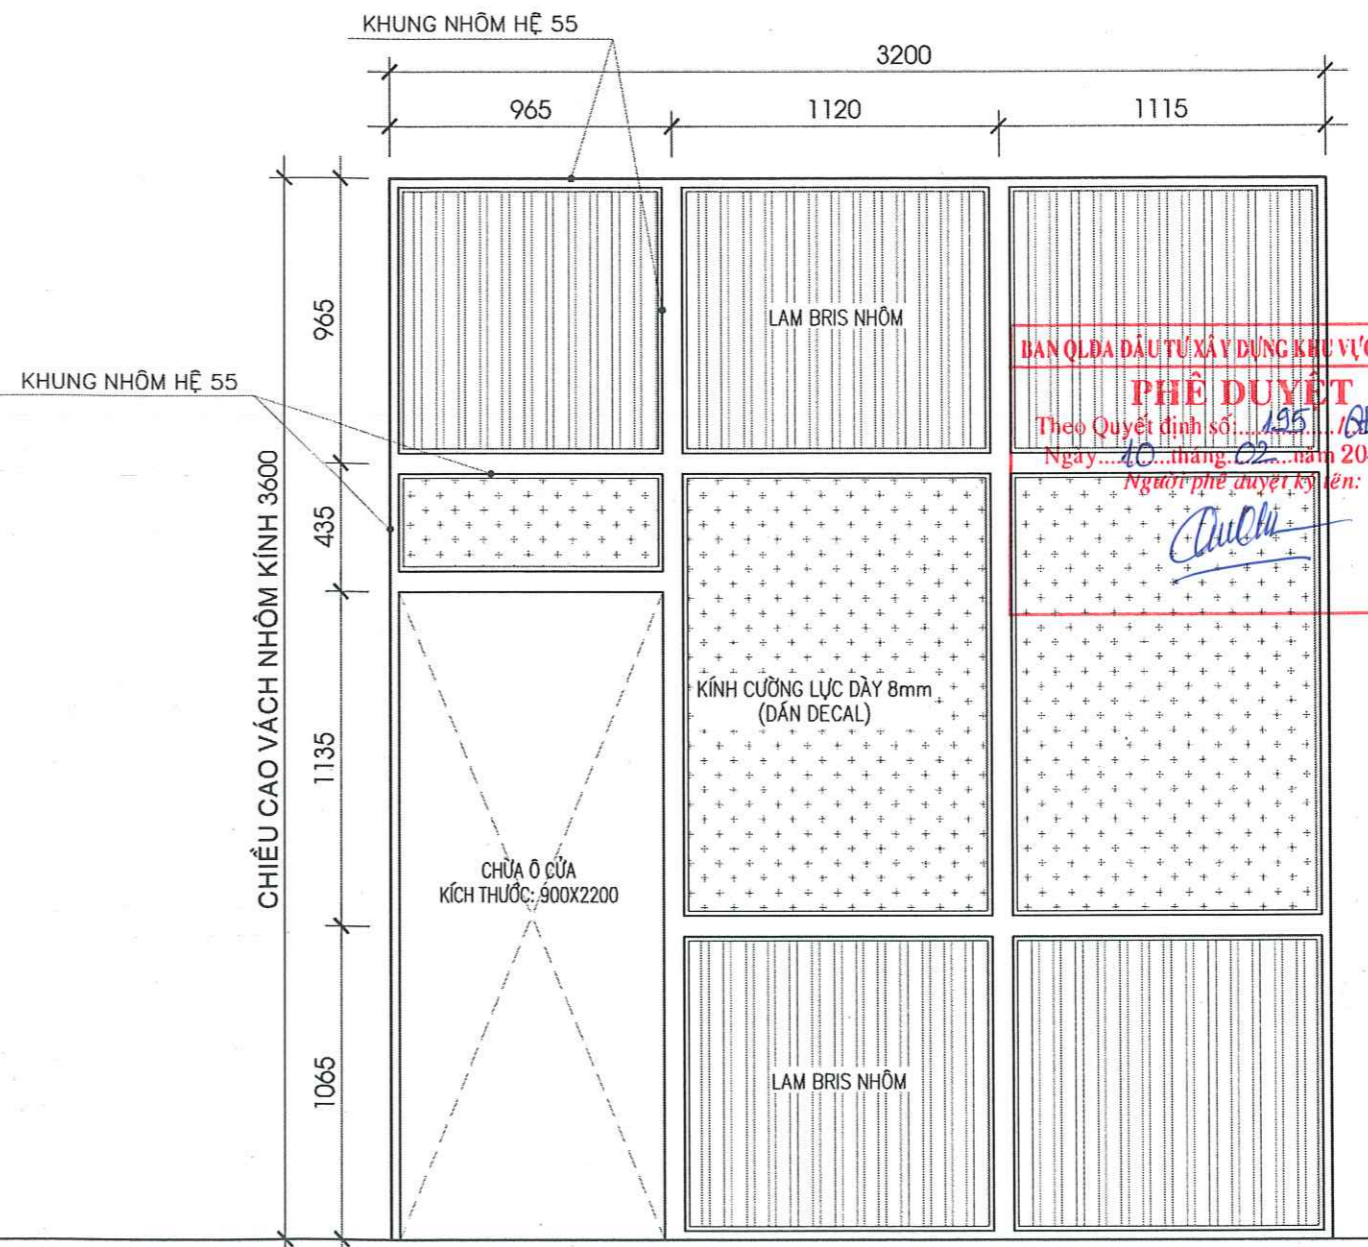 KHUNG NHÔM HỆ 55
3200
965
1120
1115
965
LAM BRIS NHÔM
BAN QLDA ĐẦU TƯ XÂY DỰNG KHU VỰC
PHÊ DUYỆT
KHUNG NHÔM HỆ 55
Theo Quyết định số:....195..../
Ngày....10...tháng..02....năm 20
Người phê duyệt ký tên:
CHIỀU CAO VÁCH NHÔM KÍNH 3600
435
KÍNH CƯỜNG LỰC DÀY 8mm
(DÁN DECAL)
1135
CHỪA Ô CỬA
KÍCH THƯỚC: 900X2200
1065
LAM BRIS NHÔM